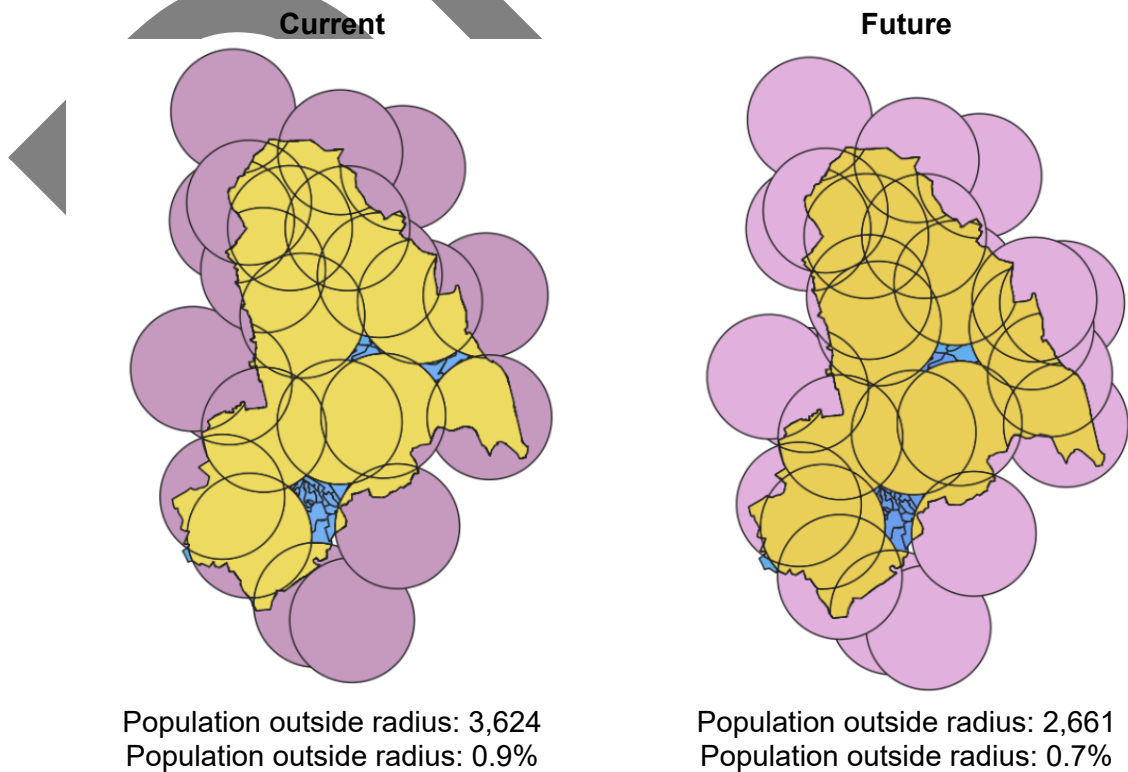 Current
Future
Population outside radius: 3,624
Population outside radius: 2,661
Population outside radius: 0.9%
Population outside radius: 0.7%